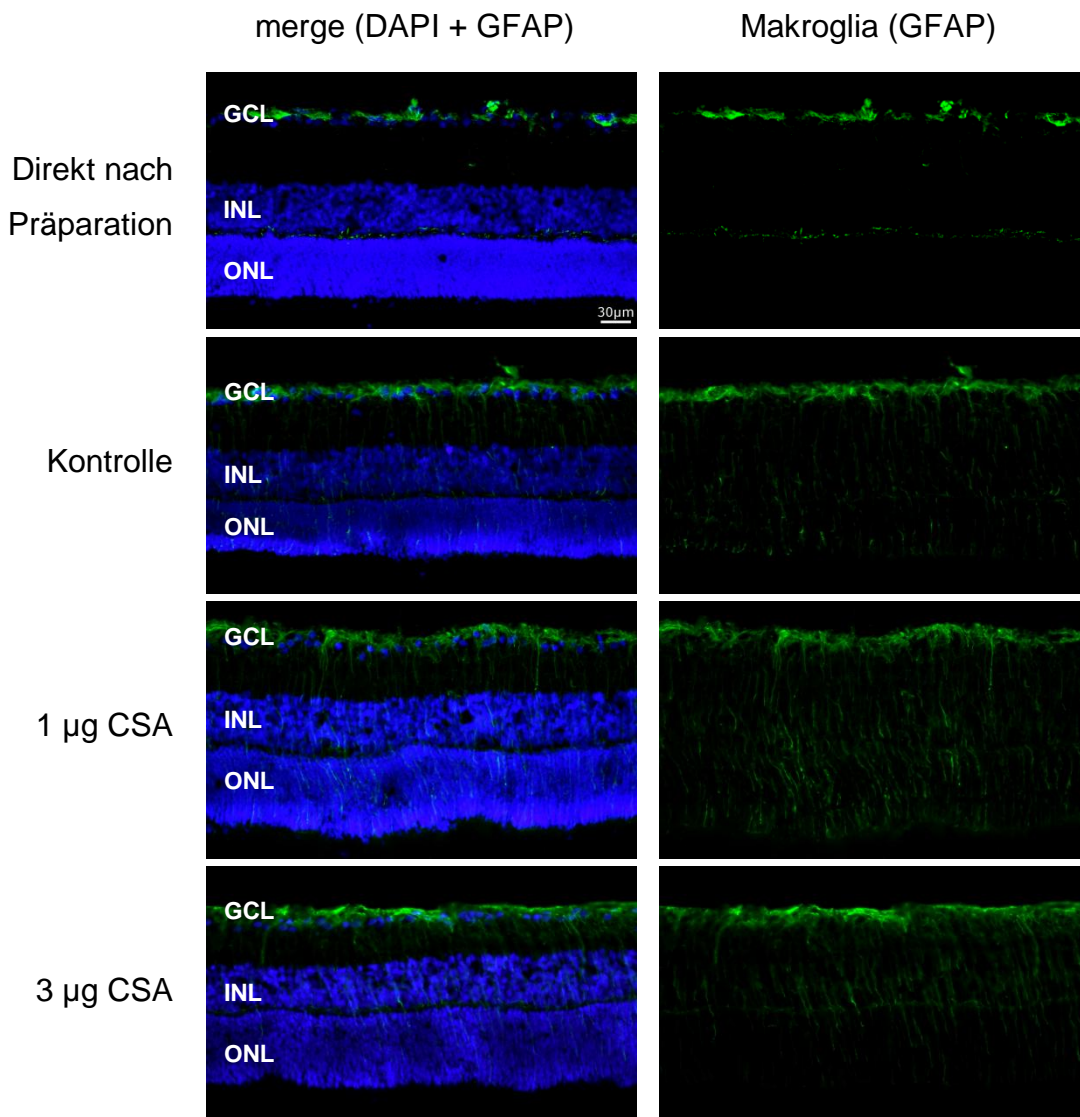 merge (DAPI + GFAP)
Makroglia (GFAP)
Direkt nach
Präparation
GCL
INL
ONL
30µm
Kontrolle
GCL
INL
ONL
1 µg CSA
GCL
INL
ONL
3 µg CSA
GCL
INL
ONL